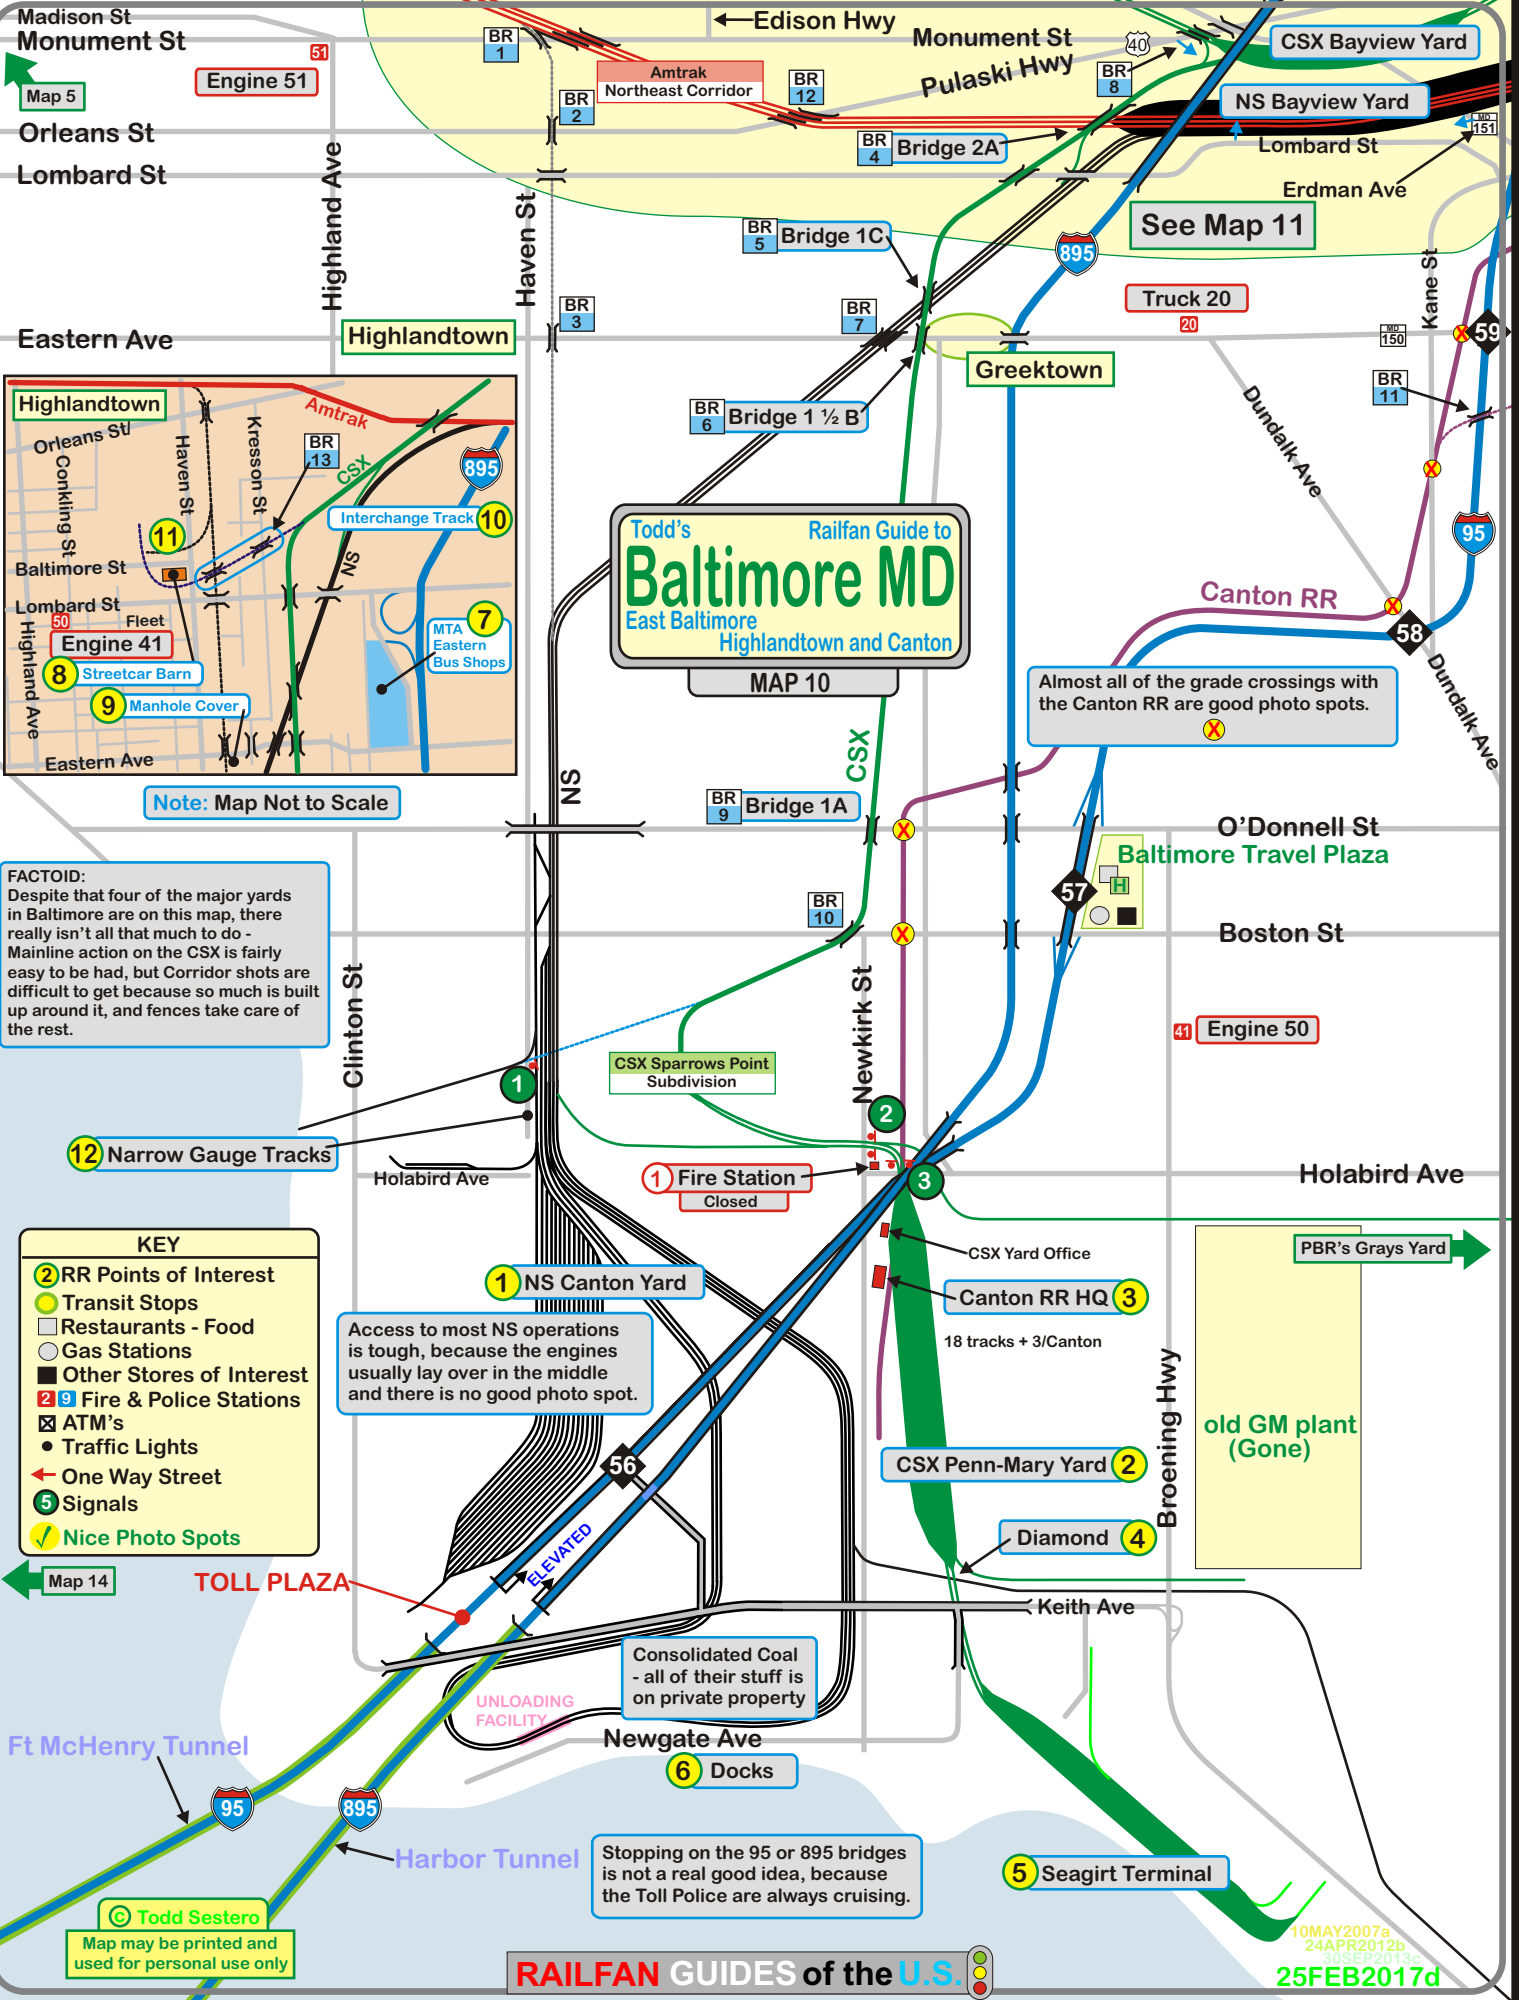 Madison St
Monument St
Map 5
51
Engine 51
Orleans St
Lombard St
Highland Ave
Haven St
Eastern Ave
Highlandtown
BR
1
BR
2
BR
3
Edison Hwy
Amtrak
Northeast Corridor
BR
12
Monument St
Pulaski Hwy
40
BR
8
CSX Bayview Yard
NS Bayview Yard
MD
151
Lombard St
Erdman Ave
BR
4
Bridge 2A
See Map 11
BR
5
Bridge 1C
895
BR
7
Truck 20
20
Kane St
MD
150
59
Greektown
BR
11
BR
6
Bridge 1 ½ B
Dundalk Ave
95
Highlandtown
Amtrak
Orleans St/
Conkling St
Haven St
Kresson St
BR
13
CSX
895
Interchange Track
10
11
NS
Baltimore St
Lombard St
50
Fleet
Engine 41
8
Streetcar Barn
9
Manhole Cover
7
MTA
Eastern
Bus Shops
Highland Ave
Eastern Ave
Todd's
Railfan Guide to
Baltimore MD
East Baltimore
Highlandtown and Canton
MAP 10
Canton RR
58
Dundalk Ave
Almost all of the grade crossings with
the Canton RR are good photo spots.
X
Note: Map Not to Scale
NS
CSX
BR
9
Bridge 1A
X
O'Donnell St
Baltimore Travel Plaza
H
57
FACTOID:
Despite that four of the major yards
in Baltimore are on this map, there
really isn't all that much to do -
Mainline action on the CSX is fairly
easy to be had, but Corridor shots are
difficult to get because so much is built
up around it, and fences take care of
the rest.
BR
10
X
Boston St
Clinton St
Newkirk St
41
Engine 50
1
CSX Sparrows Point
Subdivision
2
12
Narrow Gauge Tracks
Holabird Ave
1
Fire Station
Closed
3
Holabird Ave
KEY
2 RR Points of Interest
Transit Stops
Restaurants - Food
Gas Stations
Other Stores of Interest
2 9 Fire & Police Stations
ATM's
Traffic Lights
One Way Street
5 Signals
Nice Photo Spots
CSX Yard Office
PBR's Grays Yard
1
NS Canton Yard
Canton RR HQ
3
18 tracks + 3/Canton
Access to most NS operations
is tough, because the engines
usually lay over in the middle
and there is no good photo spot.
Broening Hwy
old GM plant
(Gone)
56
CSX Penn-Mary Yard
2
Diamond
4
Map 14
TOLL PLAZA
ELEVATED
Keith Ave
Consolidated Coal
- all of their stuff is
on private property
UNLOADING
FACILITY
Newgate Ave
6
Docks
Ft McHenry Tunnel
95
895
Harbor Tunnel
Stopping on the 95 or 895 bridges
is not a real good idea, because
the Toll Police are always cruising.
5
Seagirt Terminal
© Todd Sestero
Map may be printed and
used for personal use only
RAILFAN GUIDES of the U.S.
10MAY2007a
24APR2012b
30SEP2013c
25FEB2017d